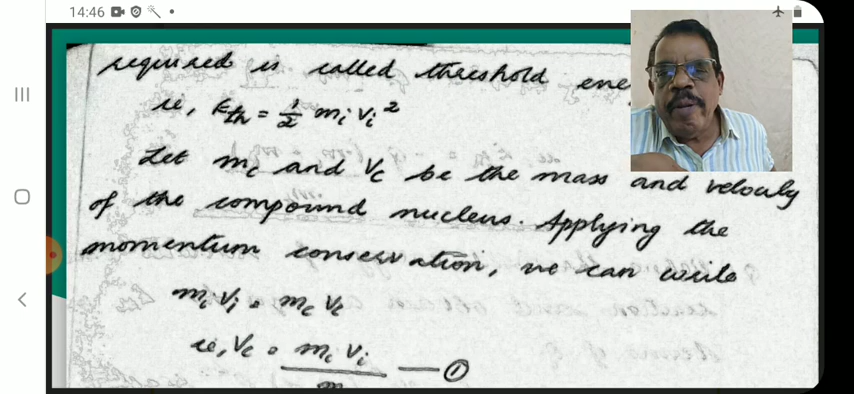 14:46
required is called threshold ene
ie, Eth = 1/2 mi vi²
Let mc and Vc be the mass and velocity
of the compound nucleus. Applying the
momentum conservation, we can write
mi vi = mc Vc
ie, Vc = mi vi / m — ①